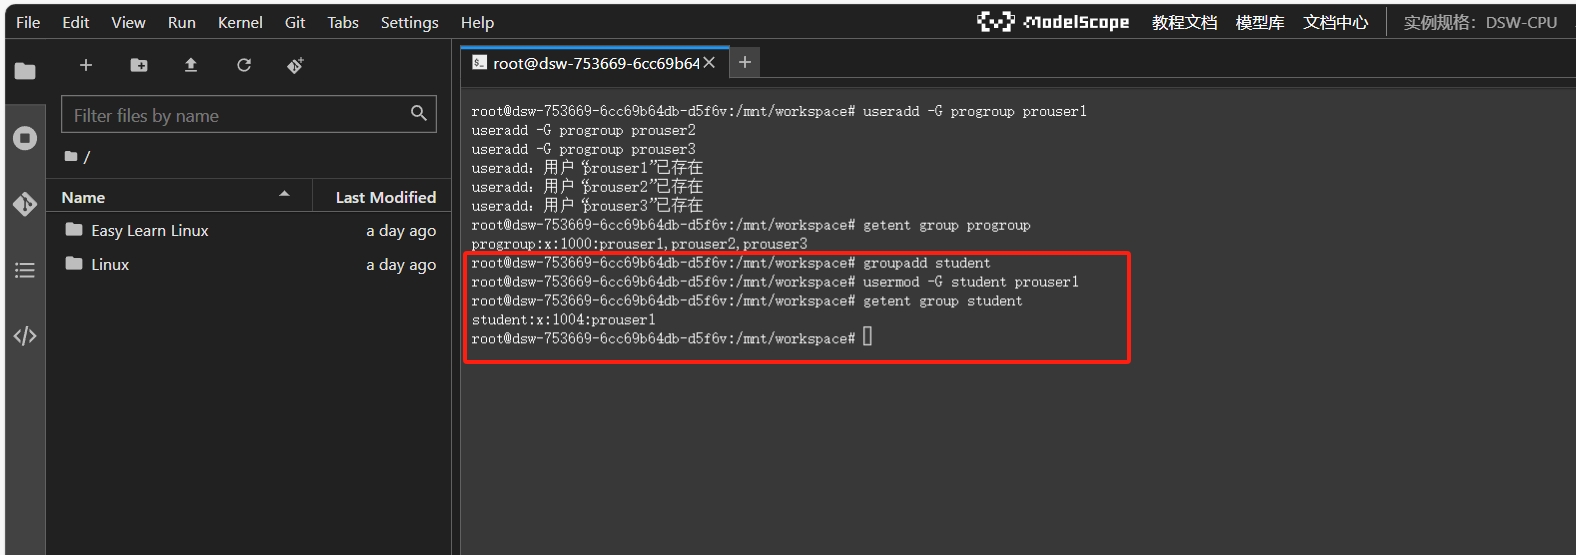 File Edit View Run Kernel Git Tabs Settings Help
ModelScope 教程文档 模型库 文档中心 实例规格：DSW-CPU
root@dsw-753669-6cc69b64
Filter files by name
/
Name Last Modified
Easy Learn Linux a day ago
Linux a day ago
root@dsw-753669-6cc69b64db-d5f6v:/mnt/workspace# useradd -G progroup prouser1
useradd -G progroup prouser2
useradd -G progroup prouser3
useradd：用户“prouser1”已存在
useradd：用户“prouser2”已存在
useradd：用户“prouser3”已存在
root@dsw-753669-6cc69b64db-d5f6v:/mnt/workspace# getent group progroup
progroup:x:1000:prouser1,prouser2,prouser3
root@dsw-753669-6cc69b64db-d5f6v:/mnt/workspace# groupadd student
root@dsw-753669-6cc69b64db-d5f6v:/mnt/workspace# usermod -G student prouser1
root@dsw-753669-6cc69b64db-d5f6v:/mnt/workspace# getent group student
student:x:1004:prouser1
root@dsw-753669-6cc69b64db-d5f6v:/mnt/workspace#